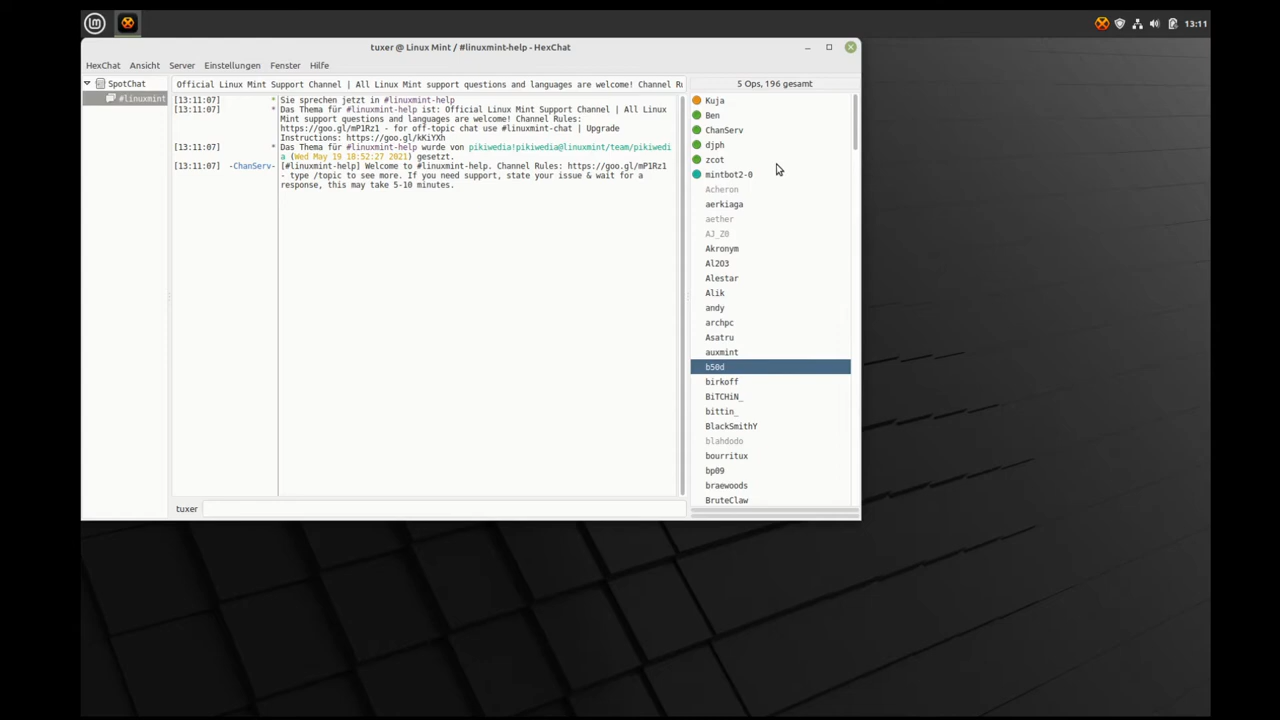 13:11
tuxer @ Linux Mint / #linuxmint-help - HexChat
HexChat Ansicht Server Einstellungen Fenster Hilfe
SpotChat
#linuxmint
Official Linux Mint Support Channel | All Linux Mint support questions and languages are welcome! Channel Ru
[13:11:07] * Sie sprechen jetzt in #linuxmint-help
[13:11:07] * Das Thema für #linuxmint-help ist: Official Linux Mint Support Channel | All Linux
Mint support questions and languages are welcome! Channel Rules:
https://goo.gl/mP1Rz1 - for off-topic chat use #linuxmint-chat | Upgrade
Instructions: https://goo.gl/kKiYXh
[13:11:07] * Das Thema für #linuxmint-help wurde von pikiwedia!pikiwedia@linuxmint/team/pikiwedi
a (Wed May 19 18:52:27 2021) gesetzt.
[13:11:07] -ChanServ- [#linuxmint-help] Welcome to #linuxmint-help. Channel Rules: https://goo.gl/mP1Rz1
- type /topic to see more. If you need support, state your issue & wait for a
response, this may take 5-10 minutes.
tuxer
5 Ops, 196 gesamt
Kuja
Ben
ChanServ
djph
zcot
mintbot2-0
Acheron
aerkiaga
aether
AJ_Z0
Akronym
Al2O3
Alestar
Alik
andy
archpc
Asatru
auxmint
b50d
birkoff
BiTCHiN_
bittin_
BlackSmithY
blahdodo
bourritux
bp09
braewoods
BruteClaw